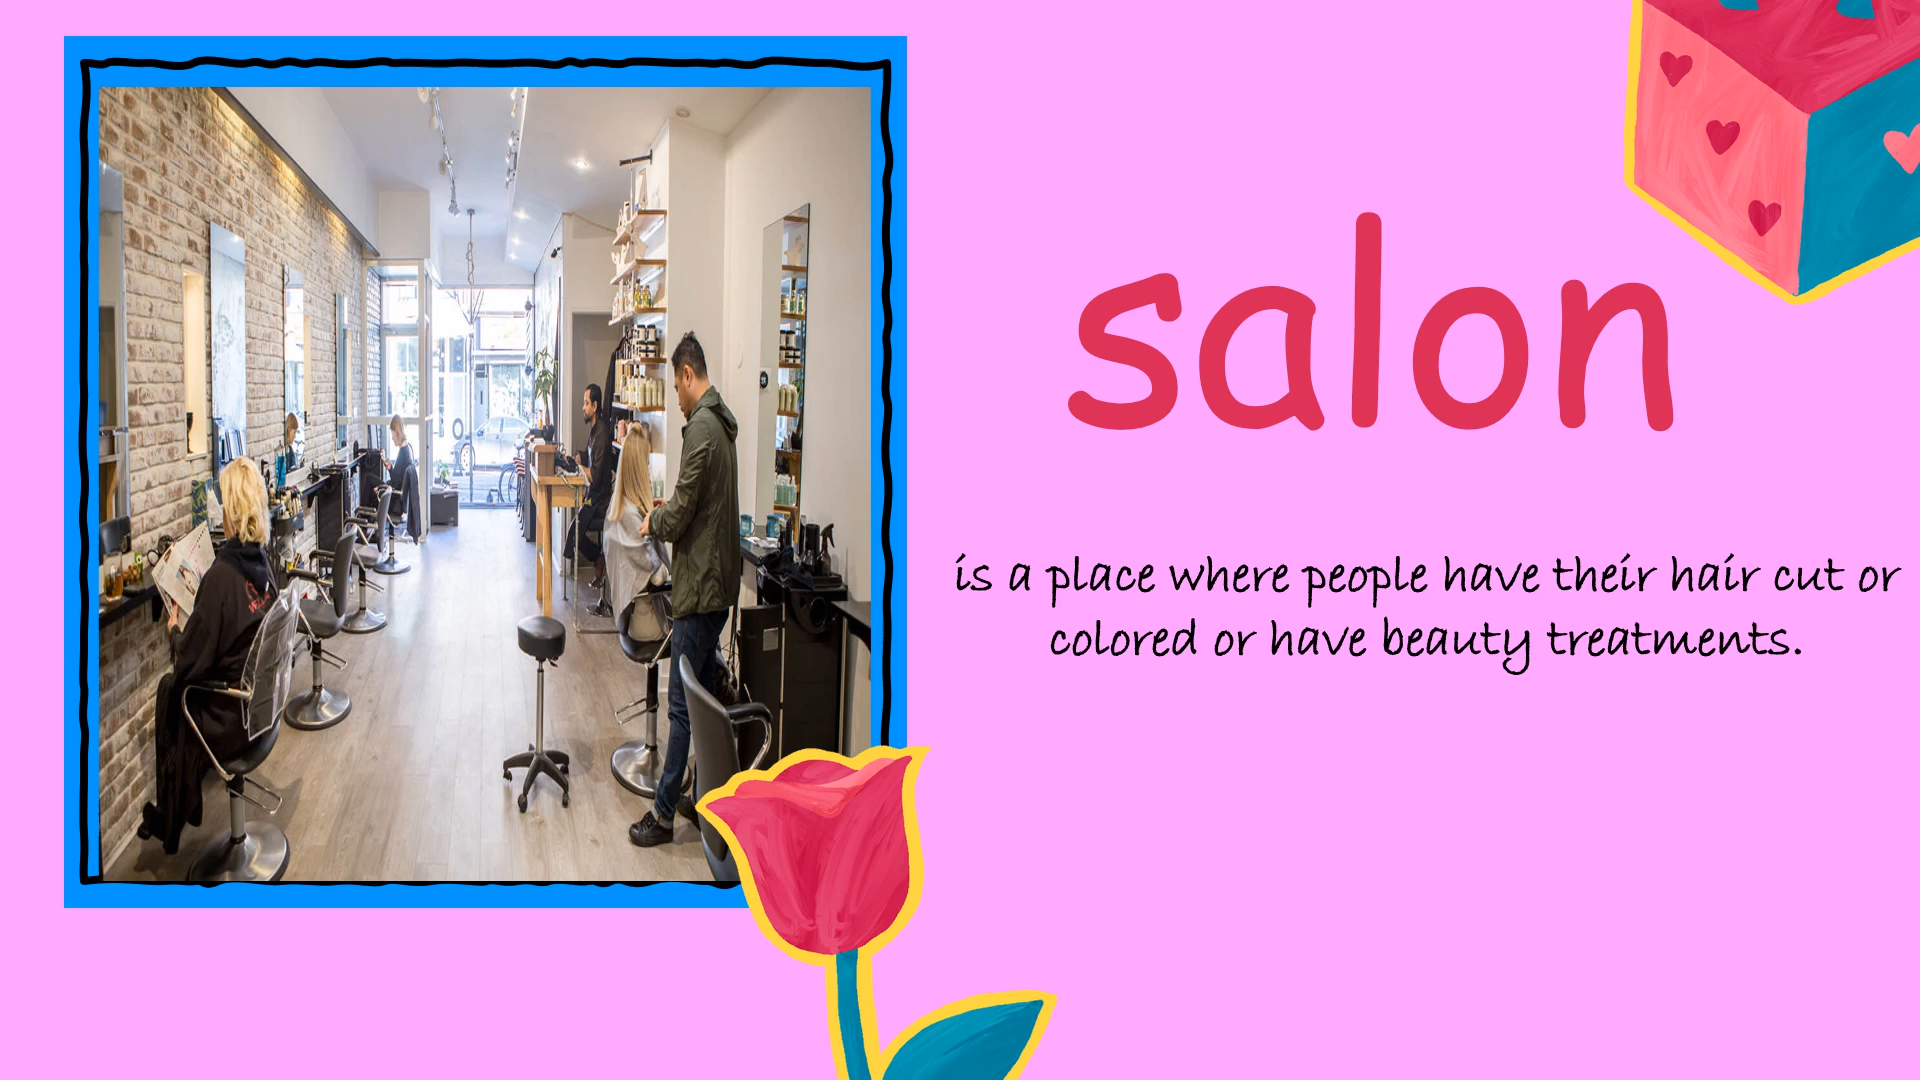 salon
is a place where people have their hair cut or
colored or have beauty treatments.